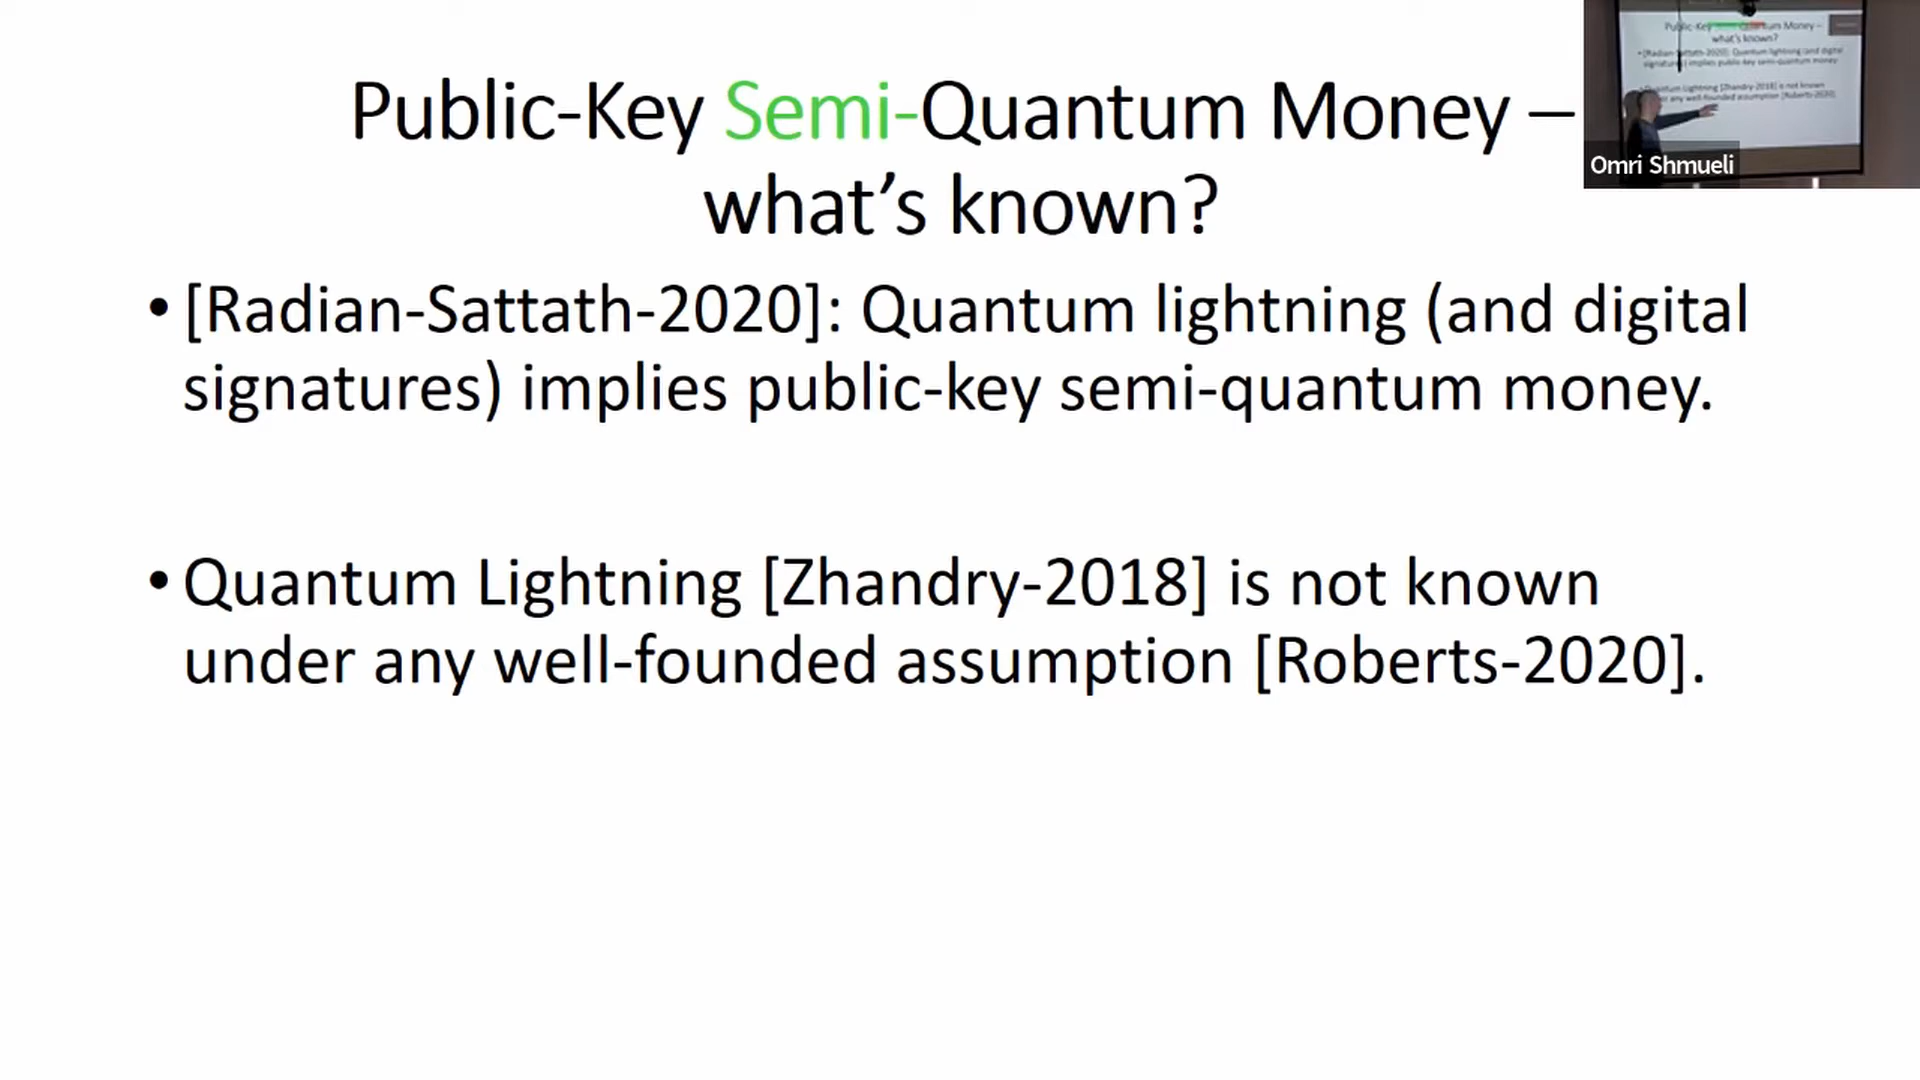 Public-Key Semi-Quantum Money –
what’s known?
• [Radian-Sattath-2020]: Quantum lightning (and digital
signatures) implies public-key semi-quantum money.
• Quantum Lightning [Zhandry-2018] is not known
under any well-founded assumption [Roberts-2020].
Omri Shmueli